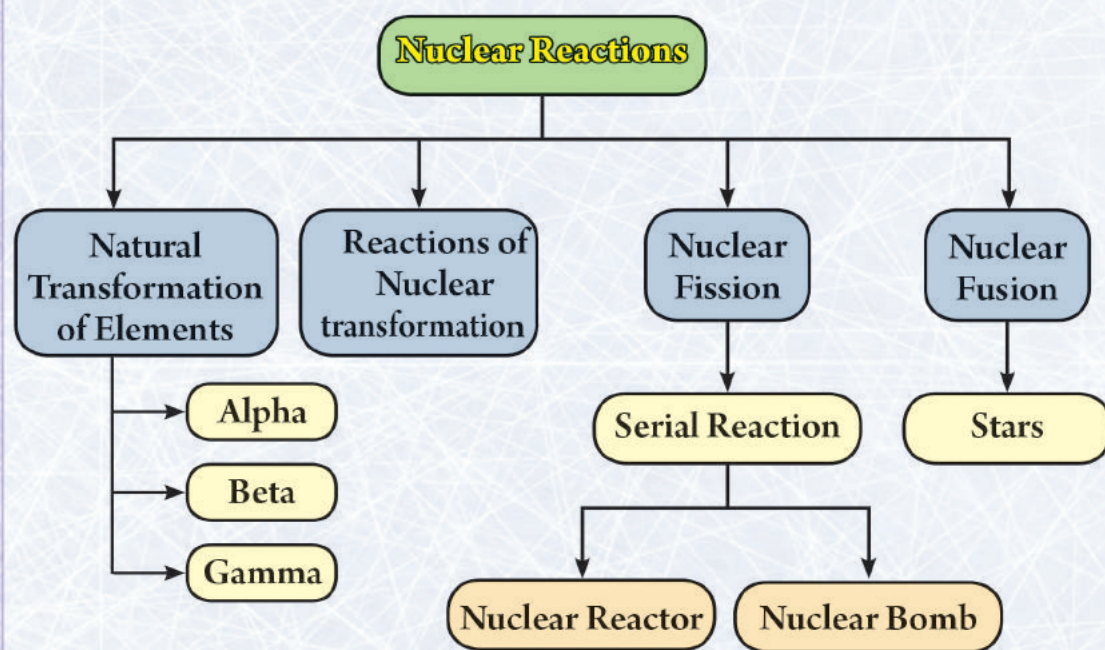 Nuclear Reactions
Natural
Transformation
of Elements
Reactions of
Nuclear
transformation
Nuclear
Fission
Nuclear
Fusion
Alpha
Beta
Gamma
Serial Reaction
Stars
Nuclear Reactor
Nuclear Bomb